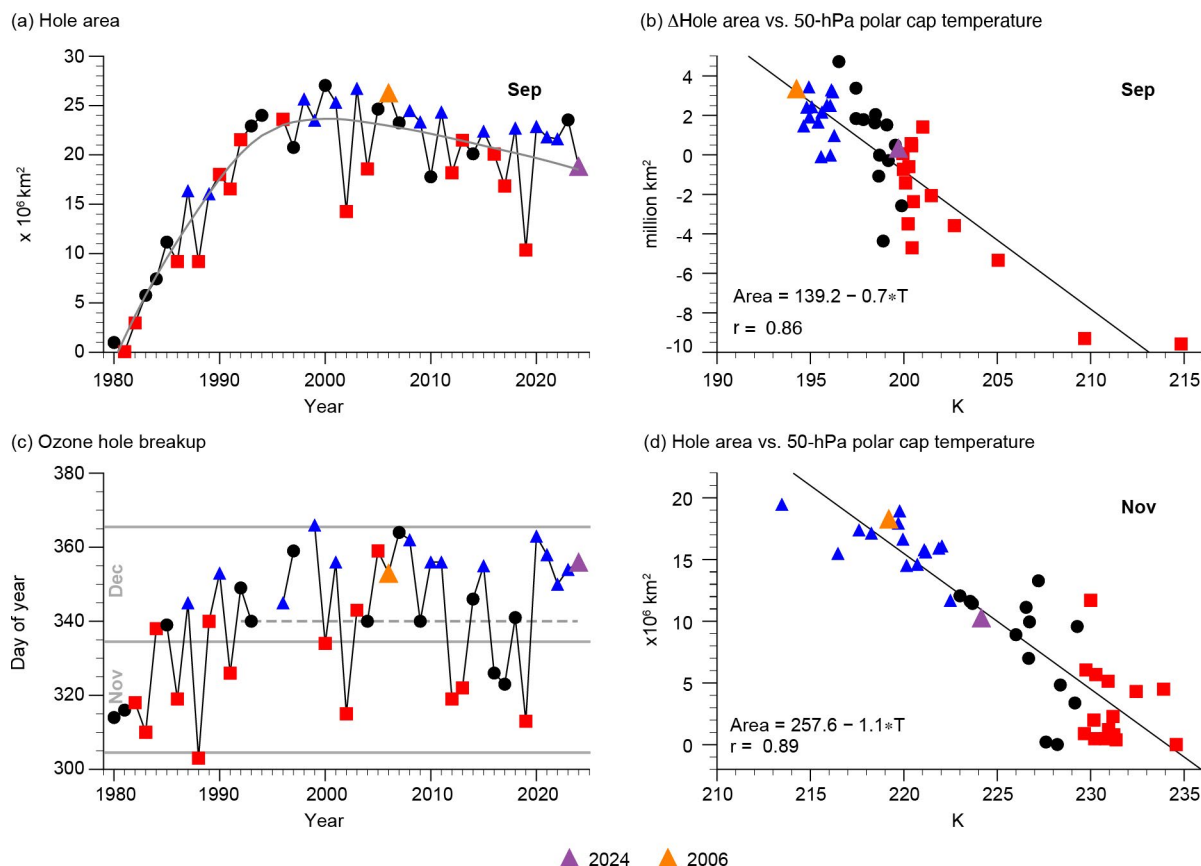 (a) Hole area
30
25
20
15
10
5
0
x 10⁶ km²
Sep
1980 1990 2000 2010 2020
Year
(b) ΔHole area vs. 50-hPa polar cap temperature
4
2
0
-2
-4
-6
-8
-10
million km²
Sep
Area = 139.2 − 0.7*T
r = 0.86
190 195 200 205 210 215
K
(c) Ozone hole breakup
380
360
340
320
300
Day of year
Dec
Nov
1980 1990 2000 2010 2020
Year
(d) Hole area vs. 50-hPa polar cap temperature
20
15
10
5
0
x10⁶ km²
Nov
Area = 257.6 − 1.1*T
r = 0.89
210 215 220 225 230 235
K
2024 2006